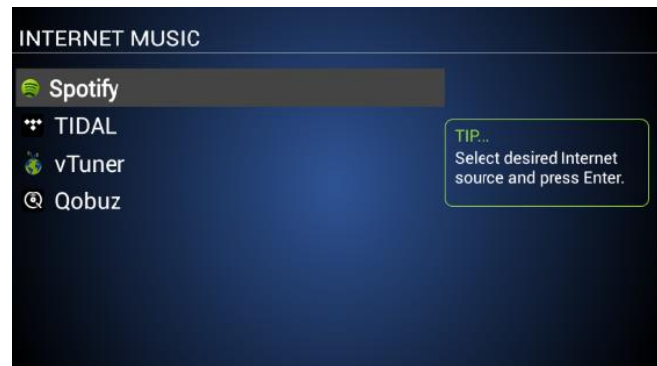 INTERNET MUSIC
Spotify
TIDAL
vTuner
Qobuz
TIP...
Select desired Internet
source and press Enter.